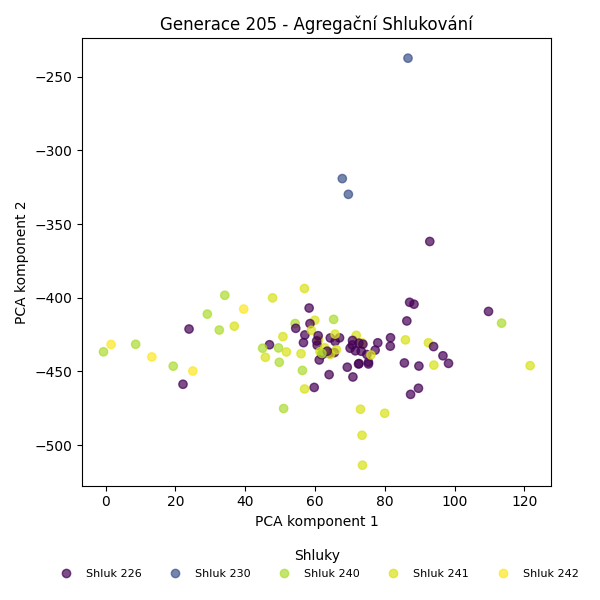 Generace 205 - Agregační Shlukování
PCA komponent 2
−250
−300
−350
−400
−450
−500
0 20 40 60 80 100 120
PCA komponent 1
Shluky
Shluk 226 Shluk 230 Shluk 240 Shluk 241 Shluk 242